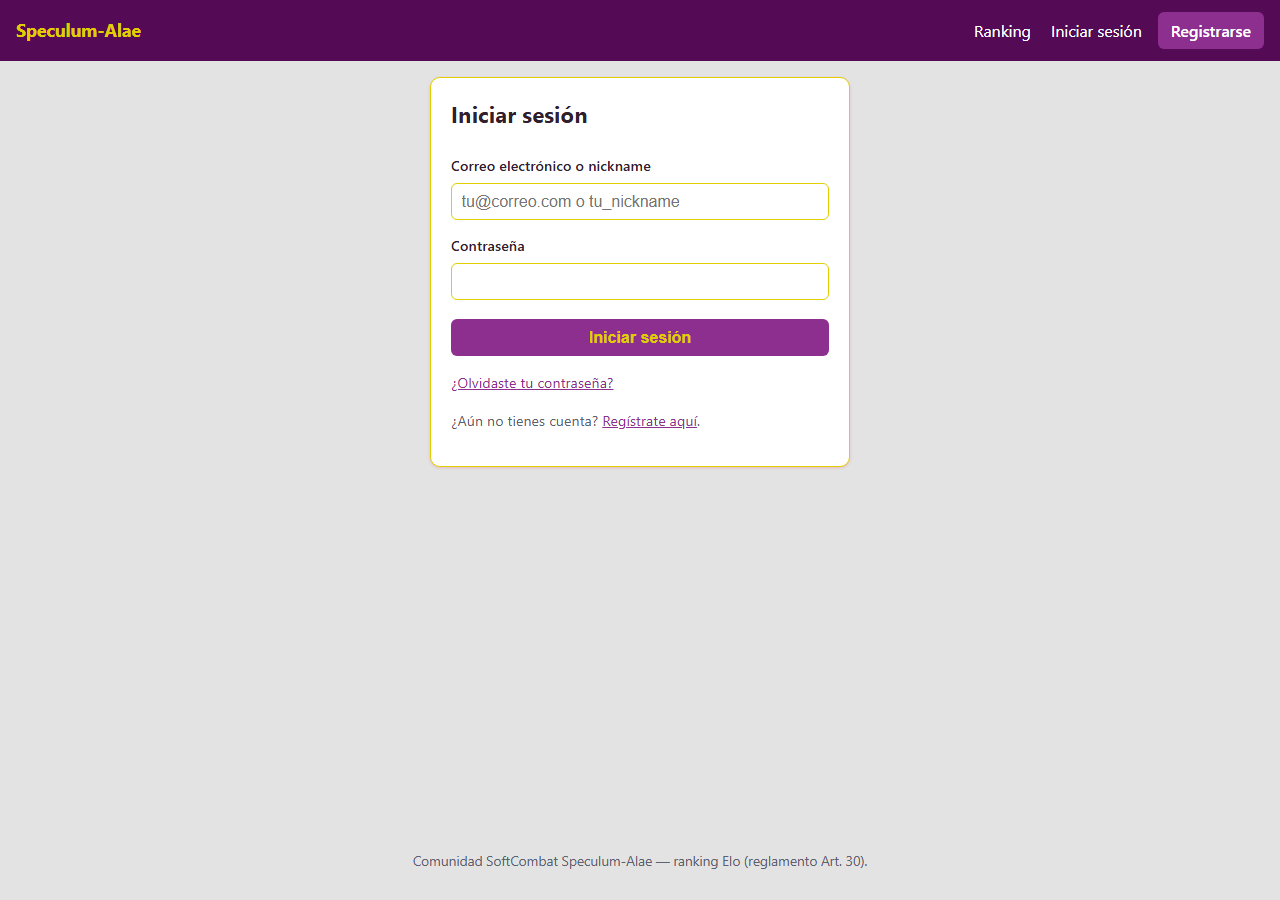 Speculum-Alae
Ranking
Iniciar sesión
Registrarse
Iniciar sesión
Correo electrónico o nickname
tu@correo.com o tu_nickname
Contraseña
Iniciar sesión
¿Olvidaste tu contraseña?
¿Aún no tienes cuenta? Regístrate aquí.
Comunidad SoftCombat Speculum-Alae — ranking Elo (reglamento Art. 30).